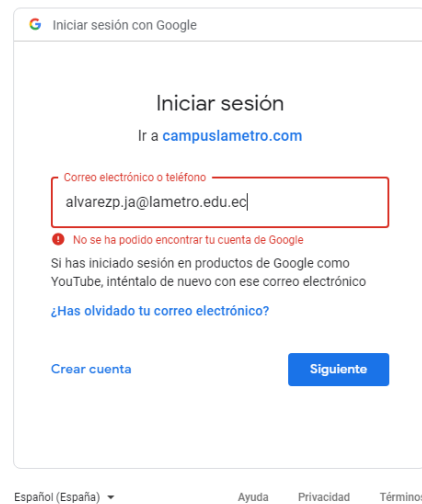 Iniciar sesión con Google
Iniciar sesión
Ir a campuslametro.com
Correo electrónico o teléfono
alvarezp.ja@lametro.edu.ec
No se ha podido encontrar tu cuenta de Google
Si has iniciado sesión en productos de Google como
YouTube, inténtalo de nuevo con ese correo electrónico
¿Has olvidado tu correo electrónico?
Crear cuenta Siguiente
Español (España) Ayuda Privacidad Términos